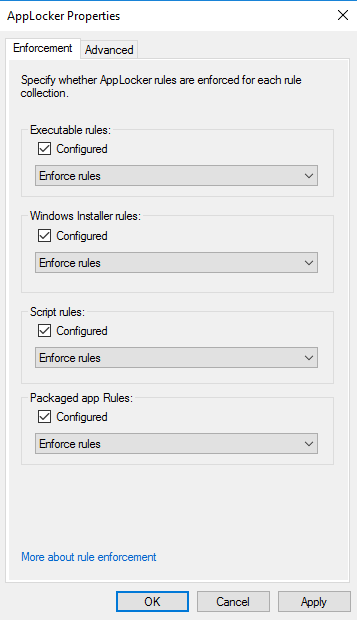 AppLocker Properties
Enforcement
Advanced
Specify whether AppLocker rules are enforced for each rule
collection.
Executable rules:
Configured
Enforce rules
Windows Installer rules:
Configured
Enforce rules
Script rules:
Configured
Enforce rules
Packaged app Rules:
Configured
Enforce rules
More about rule enforcement
OK
Cancel
Apply